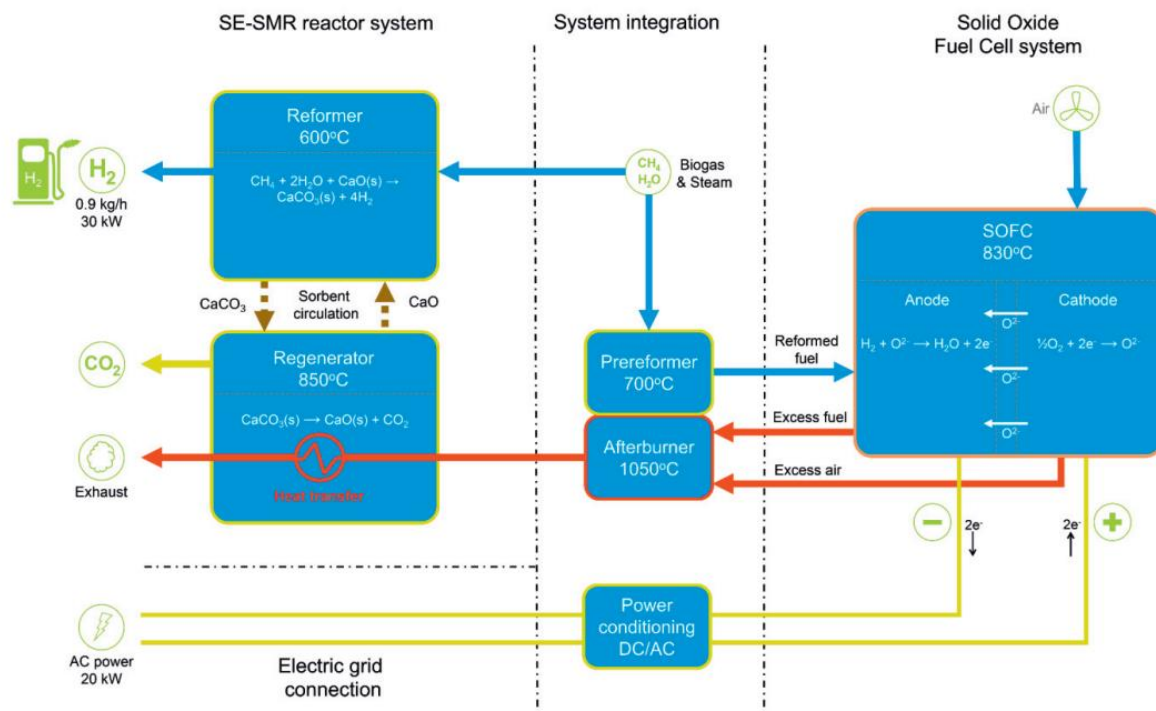 SE-SMR reactor system
System integration
Solid Oxide
Fuel Cell system
Reformer
600°C
CH₄ + 2H₂O + CaO(s) →
CaCO₃(s) + 4H₂
H₂
H₂
0.9 kg/h
30 kW
CH₄
H₂O
Biogas
& Steam
Air
CaCO₃
Sorbent
circulation
CaO
Regenerator
850°C
CaCO₃(s) → CaO(s) + CO₂
Heat transfer
CO₂
Exhaust
Prereformer
700°C
Afterburner
1050°C
Reformed
fuel
Excess fuel
Excess air
SOFC
830°C
Anode
Cathode
H₂ + O²⁻ → H₂O + 2e⁻
½O₂ + 2e⁻ → O²⁻
O²⁻
O²⁻
O²⁻
2e⁻
2e⁻
Power
conditioning
DC/AC
AC power
20 kW
Electric grid
connection